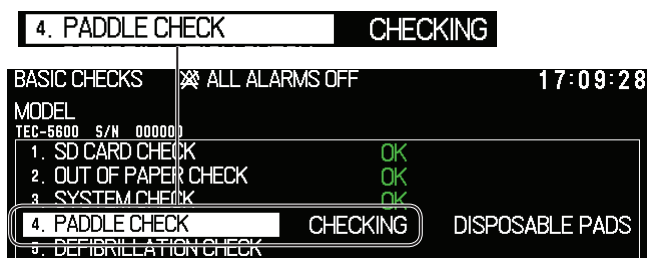 4. PADDLE CHECK CHECKING
BASIC CHECKS ALL ALARMS OFF 17:09:28
MODEL
TEC-5600 S/N 000000
1. SD CARD CHECK OK
2. OUT OF PAPER CHECK OK
3. SYSTEM CHECK OK
4. PADDLE CHECK CHECKING DISPOSABLE PADS
5. DEFIBRILLATION CHECK